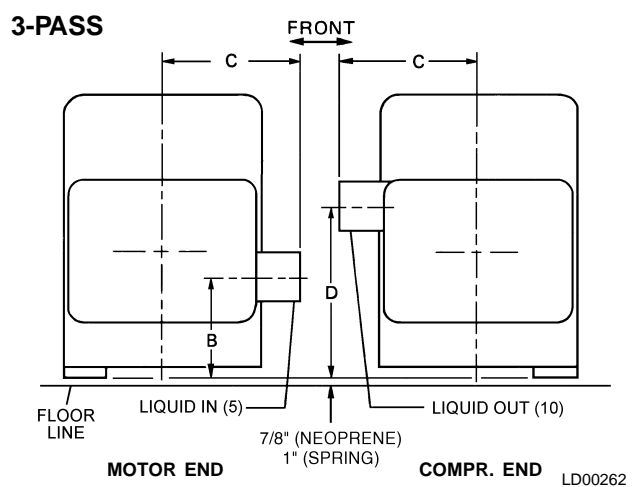 3-PASS
FRONT
C
C
D
B
FLOOR
LINE
LIQUID IN (5)
LIQUID OUT (10)
7/8" (NEOPRENE)
1" (SPRING)
MOTOR END
COMPR. END
LD00262